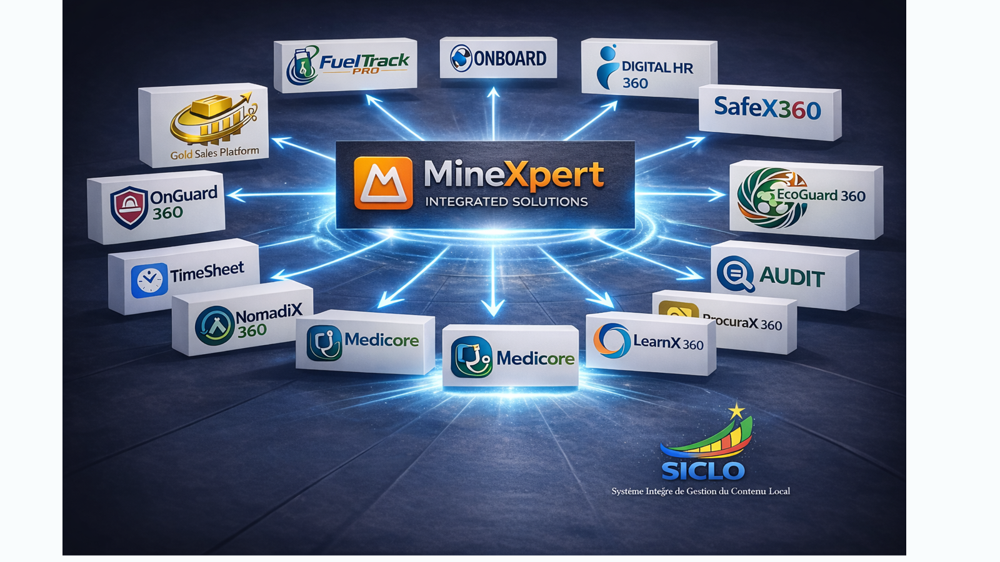 FuelTrack
PRO
ONBOARD
DIGITAL HR
360
SafeX360
Gold Sales Platform
MineXpert
INTEGRATED SOLUTIONS
OnGuard
360
EcoGuard 360
TimeSheet
AUDIT
NomadiX
360
ProcuraX 360
Medicore
Medicore
LearnX 360
SICLO
Système Integre de Gestion du Contenu Local